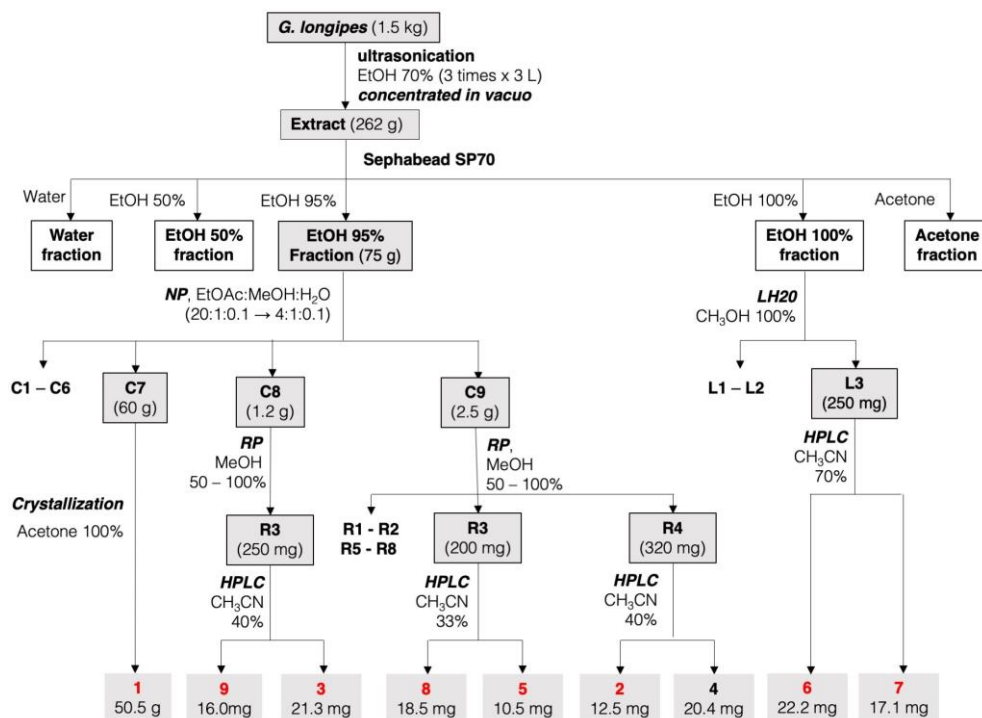 G. longipes (1.5 kg)
ultrasonication
EtOH 70% (3 times x 3 L)
concentrated in vacuo
Extract (262 g)
Sephabead SP70
Water
EtOH 50%
EtOH 95%
EtOH 100%
Acetone
Water
fraction
EtOH 50%
fraction
EtOH 95%
Fraction (75 g)
EtOH 100%
fraction
Acetone
fraction
NP, EtOAc:MeOH:H₂O
(20:1:0.1 → 4:1:0.1)
LH20
CH₃OH 100%
C1 – C6
C7
(60 g)
C8
(1.2 g)
C9
(2.5 g)
L1 – L2
L3
(250 mg)
RP
MeOH
50 – 100%
RP,
MeOH
50 – 100%
HPLC
CH₃CN
70%
Crystallization
Acetone 100%
R3
(250 mg)
R1 - R2
R5 - R8
R3
(200 mg)
R4
(320 mg)
HPLC
CH₃CN
40%
HPLC
CH₃CN
33%
HPLC
CH₃CN
40%
1
50.5 g
9
16.0mg
3
21.3 mg
8
18.5 mg
5
10.5 mg
2
12.5 mg
4
20.4 mg
6
22.2 mg
7
17.1 mg